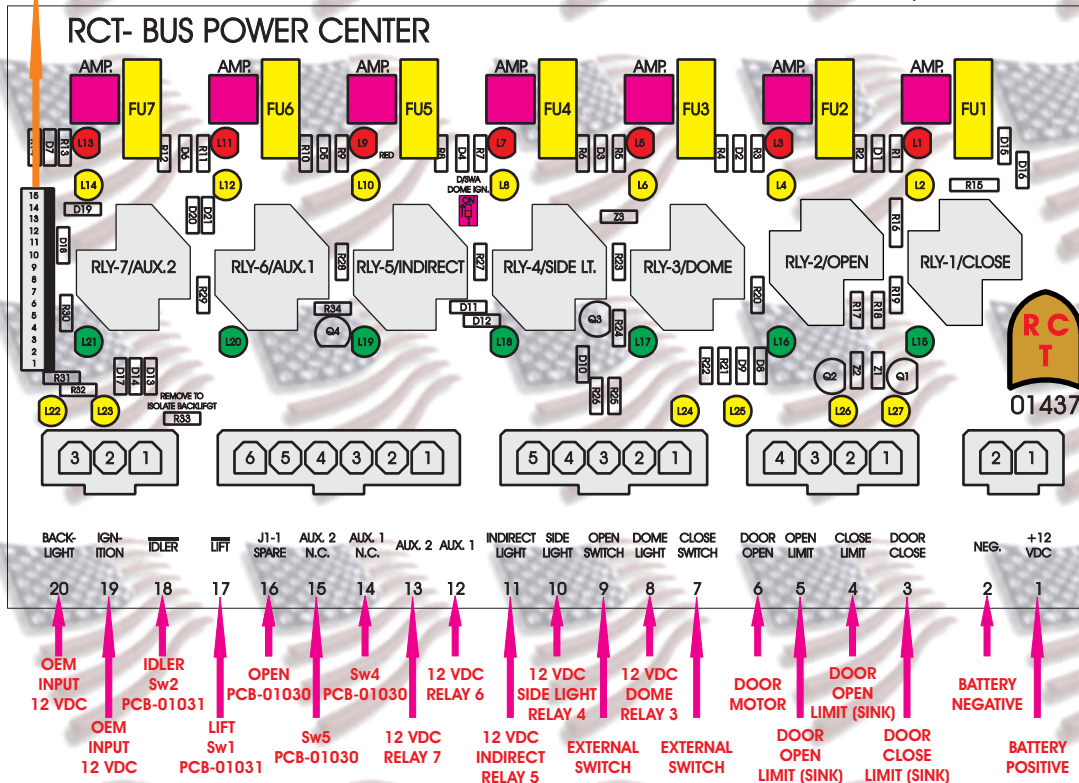 RCT- BUS POWER CENTER
AMP. AMP. AMP. AMP. AMP. AMP. AMP.
FU7 FU6 FU5 FU4 FU3 FU2 FU1
D7 R13 L13 R12 D6 R11 L11 R10 D5 R9 L9 RED R8 D4 R7 L7 R6 D3 R5 L5 R4 D2 R3 L3 R2 D1 R1 L1 D15 D16
L14 L12 L10 L8 L6 L4 L2 R15
D/SWA
DOME IGN.
ON
15
14
13
12
11
10
9
8
7
6
5
4
3
2
1
D19 D20 D21 Z3 R16
D18 R28 R27 R23
RLY-7/AUX.2 RLY-6/AUX.1 RLY-5/INDIRECT RLY-4/SIDE LT. RLY-3/DOME RLY-2/OPEN RLY-1/CLOSE
R30 R29 R34 D11 D12 Q3 R24 R20 R17 R18 R19
L21 L20 Q4 L19 L18 L17 L16 L15
R C
T
01437
R31 R32 D17 D14 D13 D10 R26 R25 R22 R21 D9 D8 Q2 Z2 Z1 Q1
REMOVE TO
ISOLATE BACKLIFGT
R33
L22 L23 L24 L25 L26 L27
3 2 1 6 5 4 3 2 1 5 4 3 2 1 4 3 2 1 2 1
BACK- IGN- IDLER LIFT J1-1 AUX. 2 AUX. 1 AUX. 2 AUX. 1 INDIRECT SIDE OPEN DOME CLOSE DOOR OPEN CLOSE DOOR NEG. +12
LIGHT NITION SPARE N.C. N.C. LIGHT LIGHT SWITCH LIGHT SWITCH OPEN LIMIT LIMIT CLOSE VDC
20 19 18 17 16 15 14 13 12 11 10 9 8 7 6 5 4 3 2 1
OEM
INPUT
12 VDC
OEM
INPUT
12 VDC
IDLER
Sw2
PCB-01031
LIFT
Sw1
PCB-01031
OPEN
PCB-01030
Sw5
PCB-01030
Sw4
PCB-01030
12 VDC
RELAY 7
12 VDC
RELAY 6
12 VDC
INDIRECT
RELAY 5
12 VDC
SIDE LIGHT
RELAY 4
EXTERNAL
SWITCH
12 VDC
DOME
RELAY 3
EXTERNAL
SWITCH
DOOR
MOTOR
DOOR
OPEN
LIMIT (SINK)
DOOR
OPEN
LIMIT (SINK)
DOOR
CLOSE
LIMIT (SINK)
BATTERY
NEGATIVE
BATTERY
POSITIVE